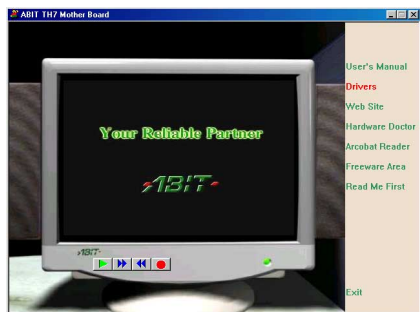 ABIT TH7 Mother Board
User's Manual
Drivers
Web Site
Hardware Doctor
Arcobat Reader
Freeware Area
Read Me First
Exit
Your Reliable Partner
ABIT
ABIT